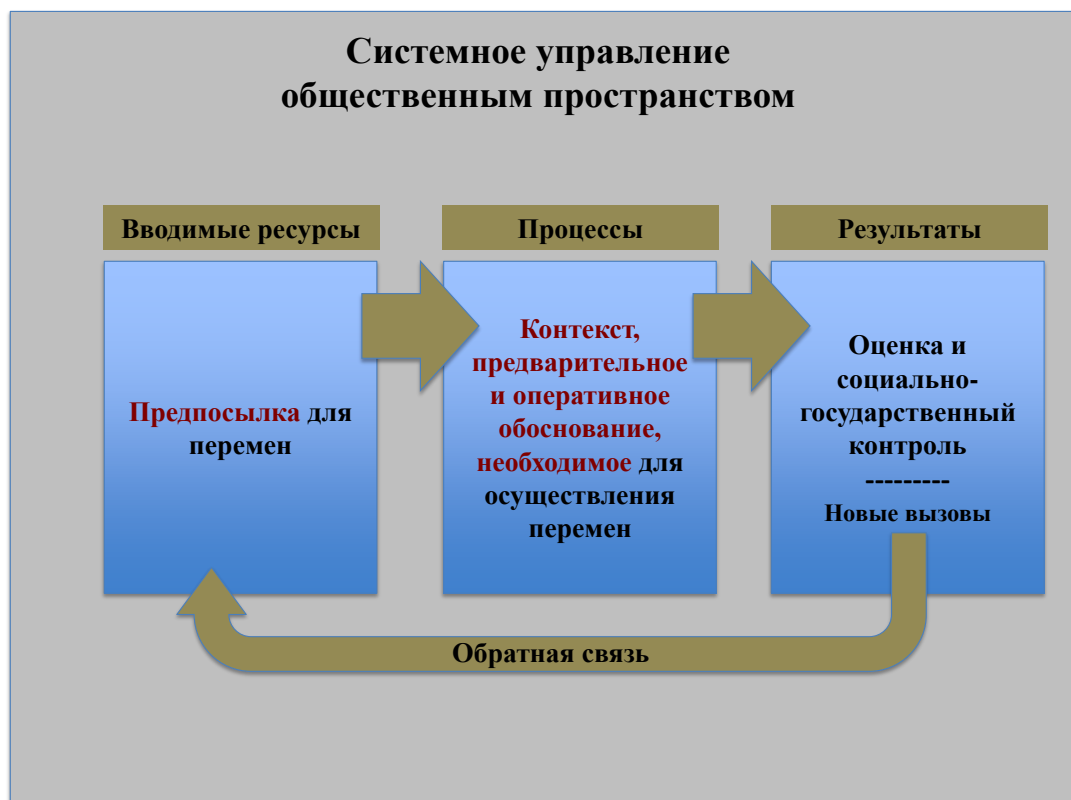 Системное управление
общественным пространством
Вводимые ресурсы
Предпосылка для
перемен
Процессы
Контекст,
предварительное
и оперативное
обоснование,
необходимое для
осуществления
перемен
Результаты
Оценка и
социально-
государственный
контроль
---------
Новые вызовы
Обратная связь